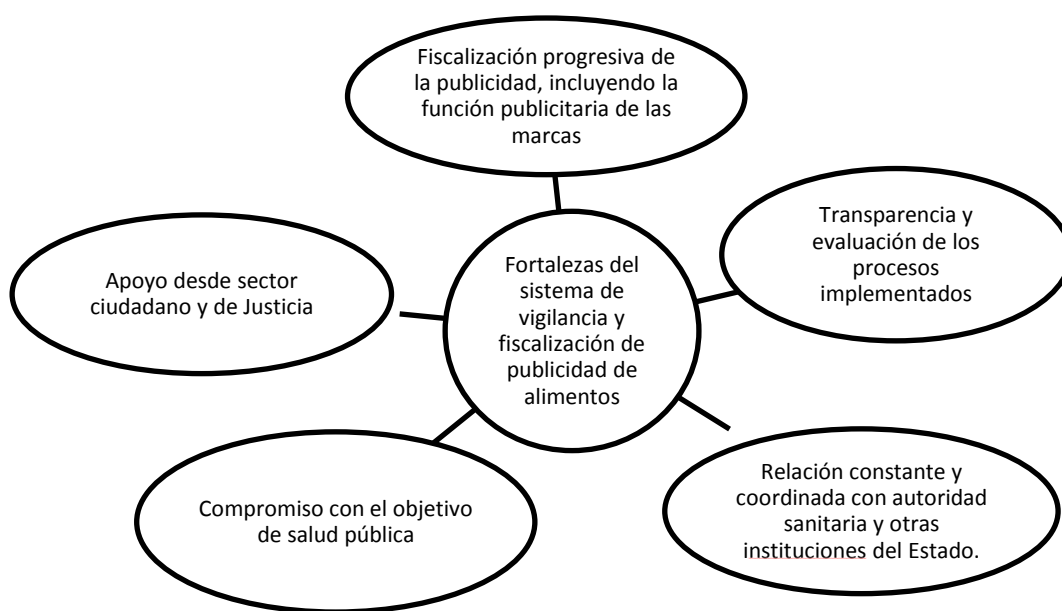 Fiscalización progresiva de
la publicidad, incluyendo la
función publicitaria de las
marcas
Transparencia y
evaluación de los
procesos
implementados
Apoyo desde sector
ciudadano y de Justicia
Fortalezas del
sistema de
vigilancia y
fiscalización de
publicidad de
alimentos
Compromiso con el objetivo
de salud pública
Relación constante y
coordinada con autoridad
sanitaria y otras
instituciones del Estado.